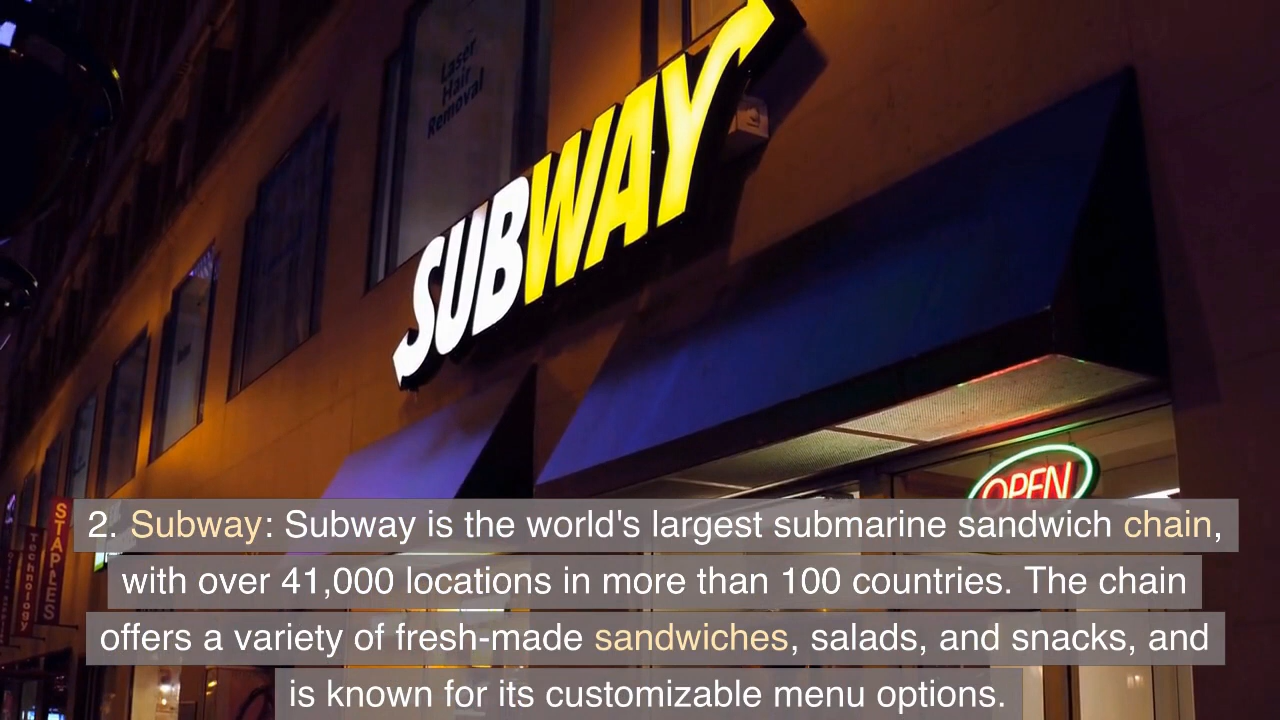 Laser
Hair
Removal
SUBWAY
OPEN
STAPLES
Technology
2. Subway: Subway is the world's largest submarine sandwich chain,
with over 41,000 locations in more than 100 countries. The chain
offers a variety of fresh-made sandwiches, salads, and snacks, and
is known for its customizable menu options.